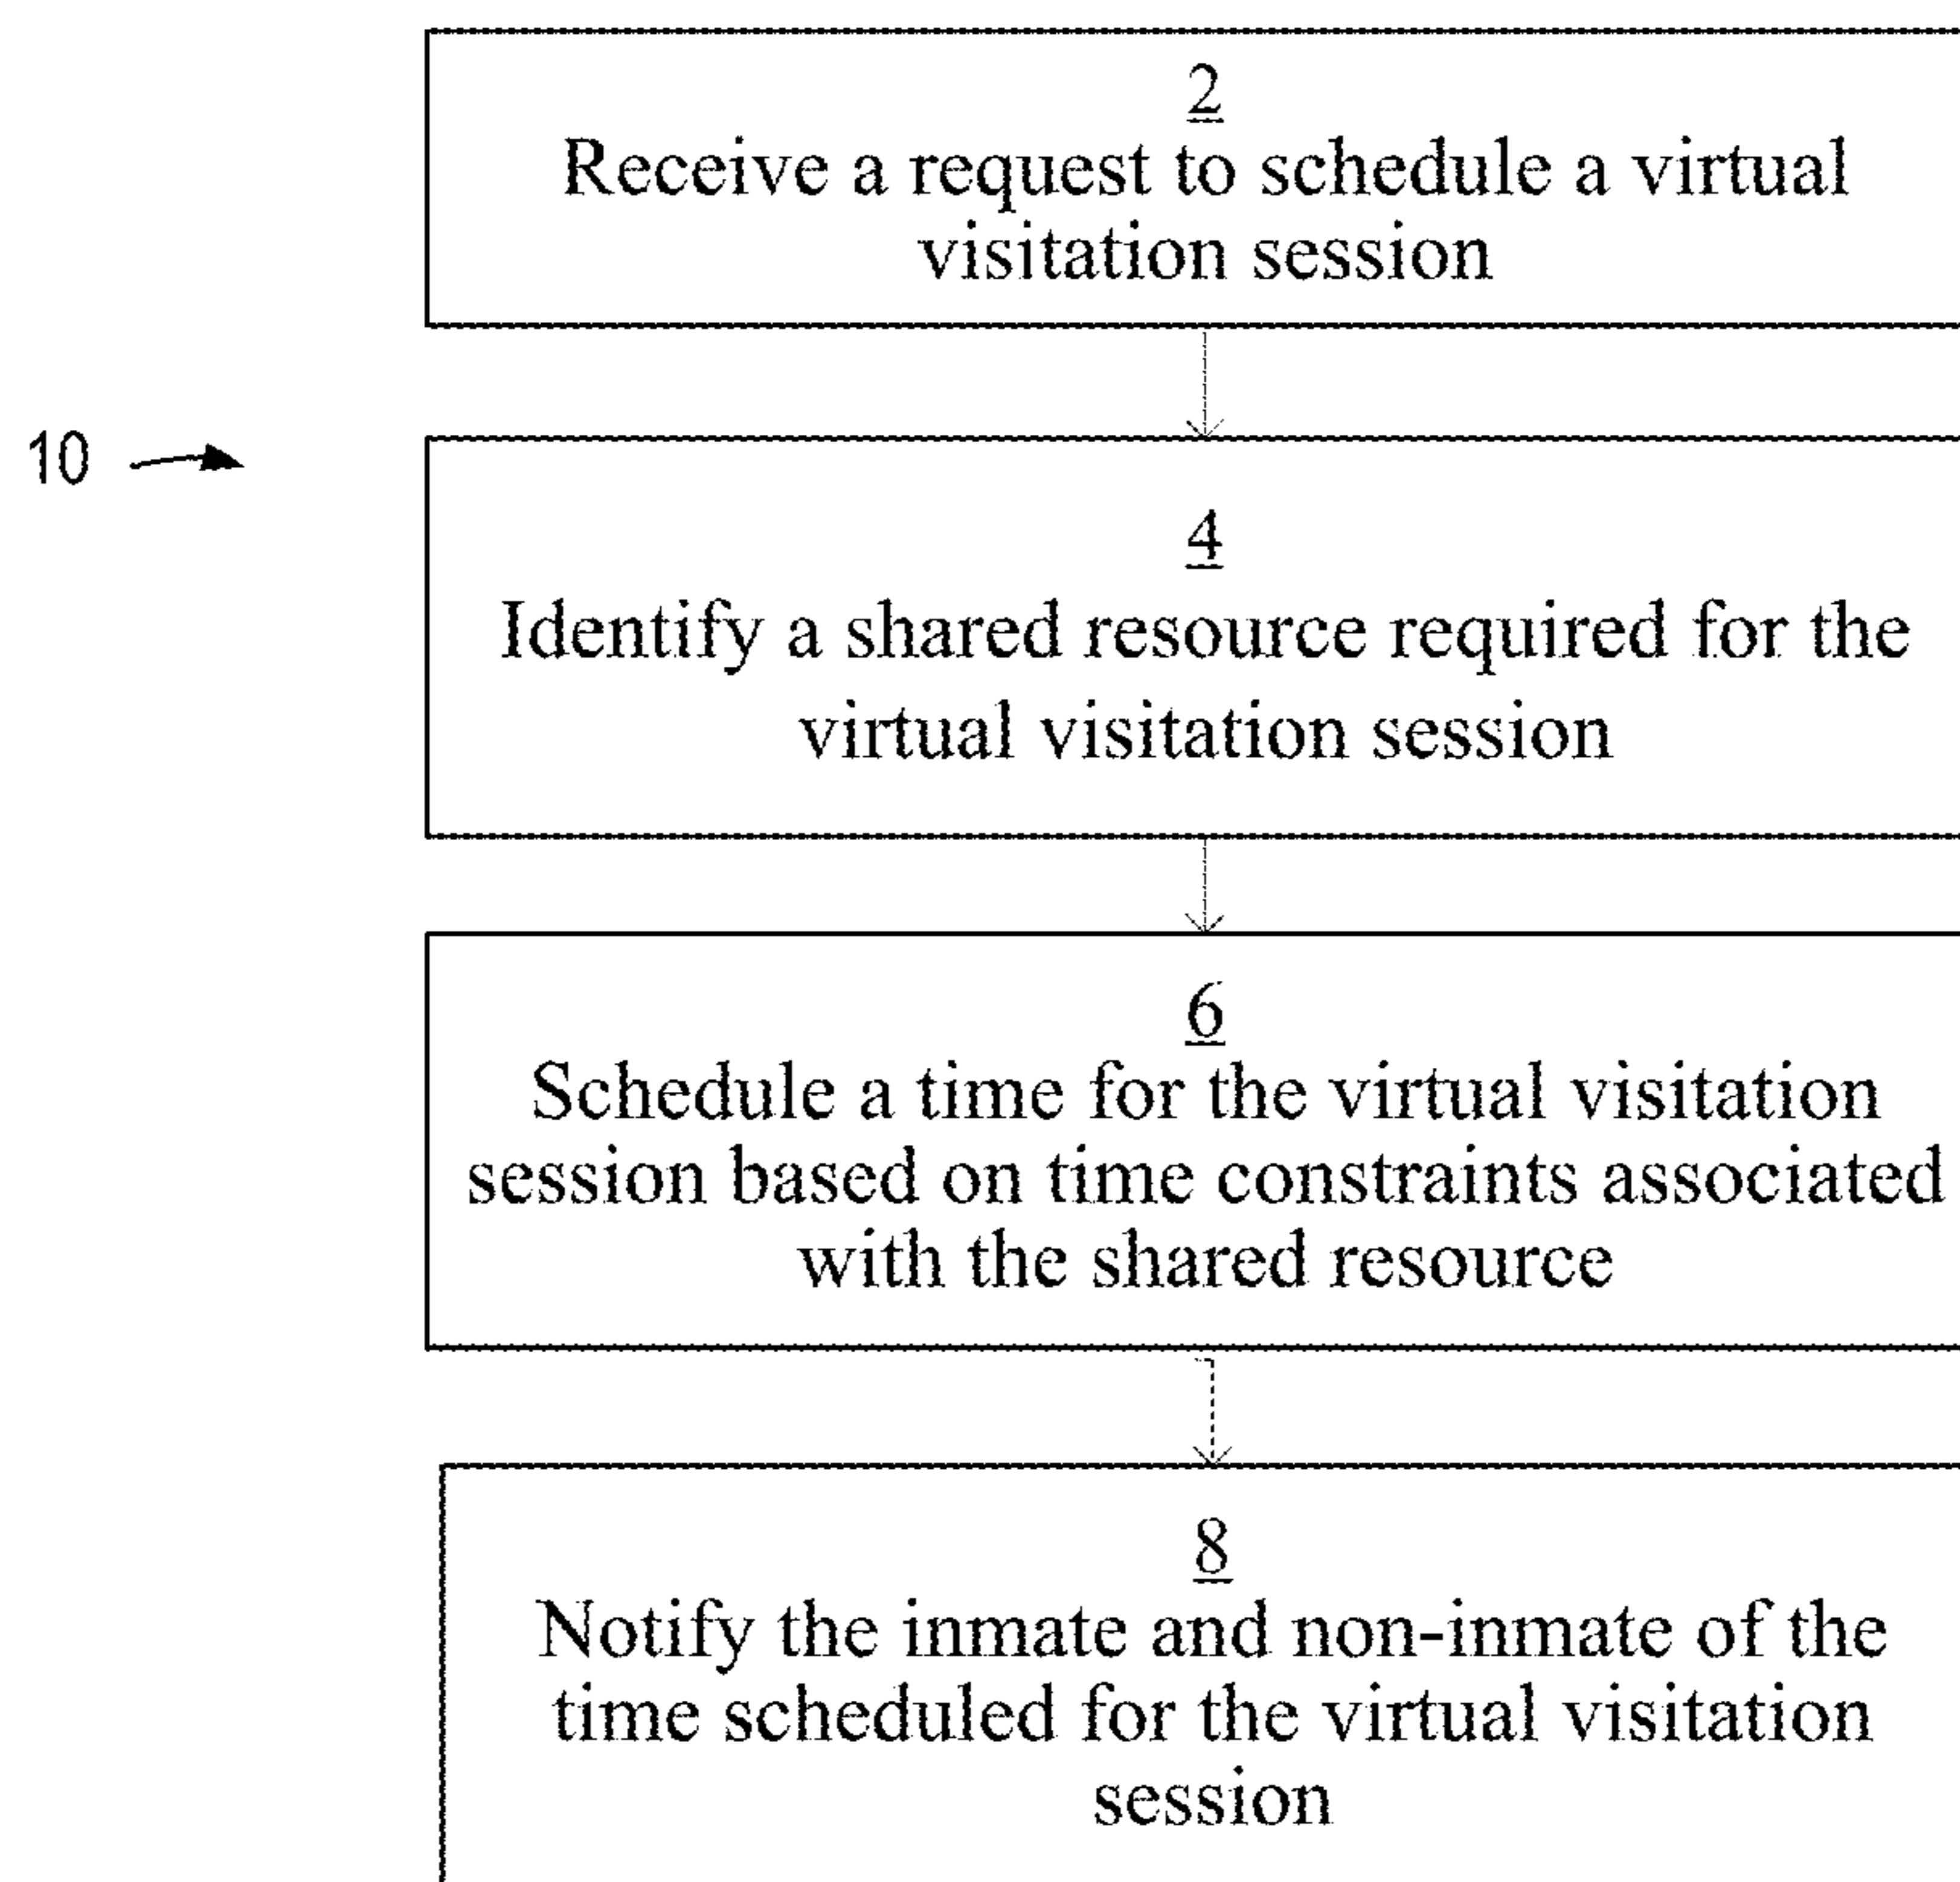 2
Receive a request to schedule a virtual
visitation session
10
4
Identify a shared resource required for the
virtual visitation session
6
Schedule a time for the virtual visitation
session based on time constraints associated
with the shared resource
8
Notify the inmate and non-inmate of the
time scheduled for the virtual visitation
session